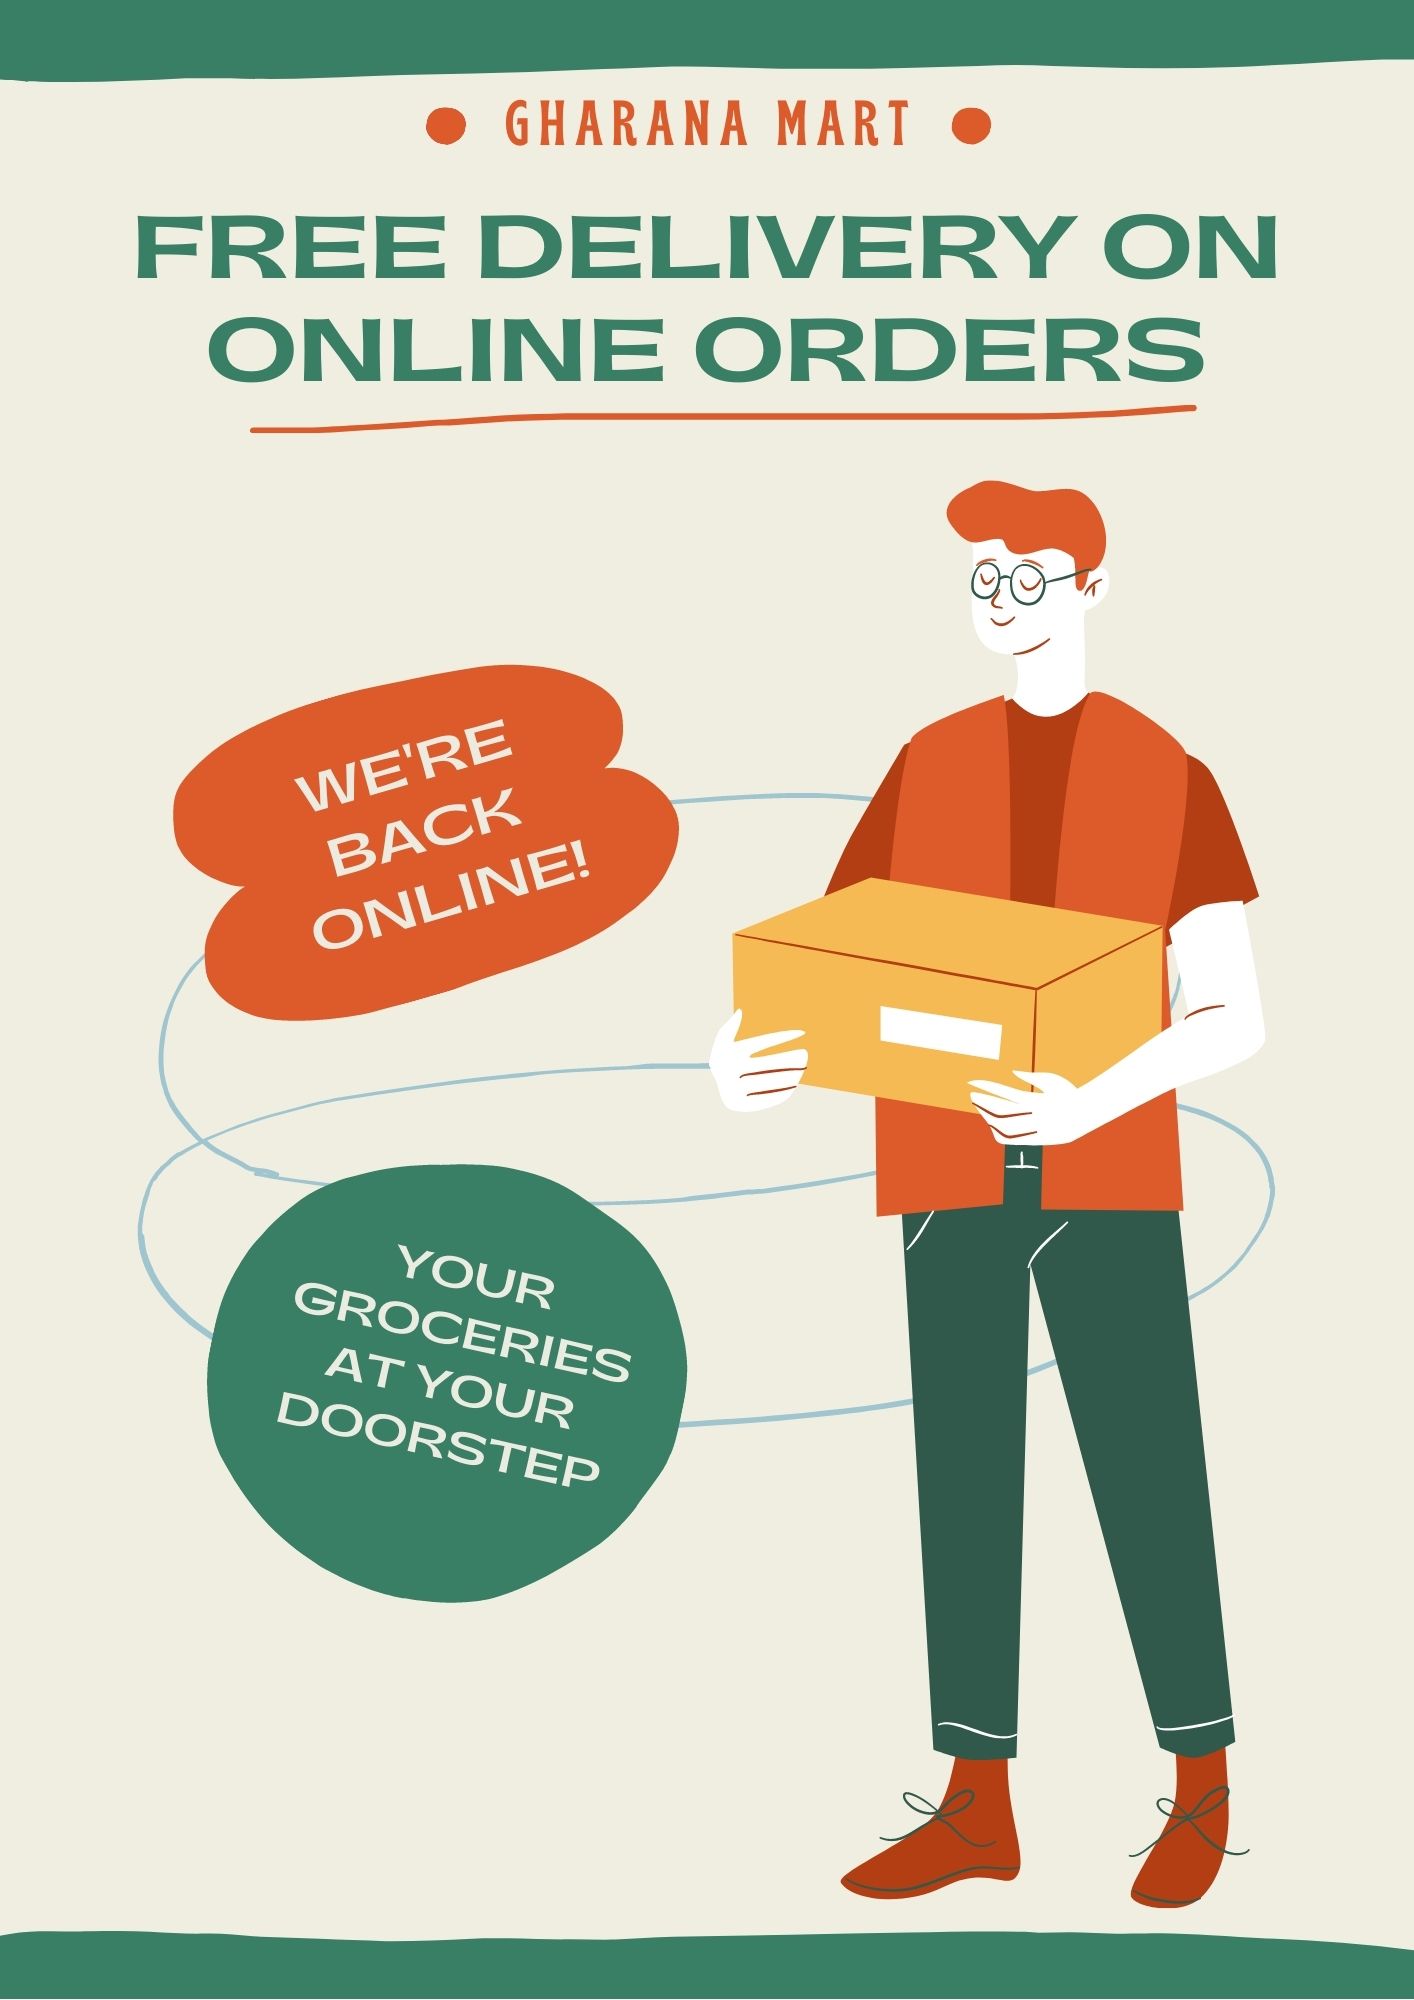 GHARANA MART
FREE DELIVERY ON
ONLINE ORDERS
WE'RE
BACK
ONLINE!
YOUR
GROCERIES
AT YOUR
DOORSTEP